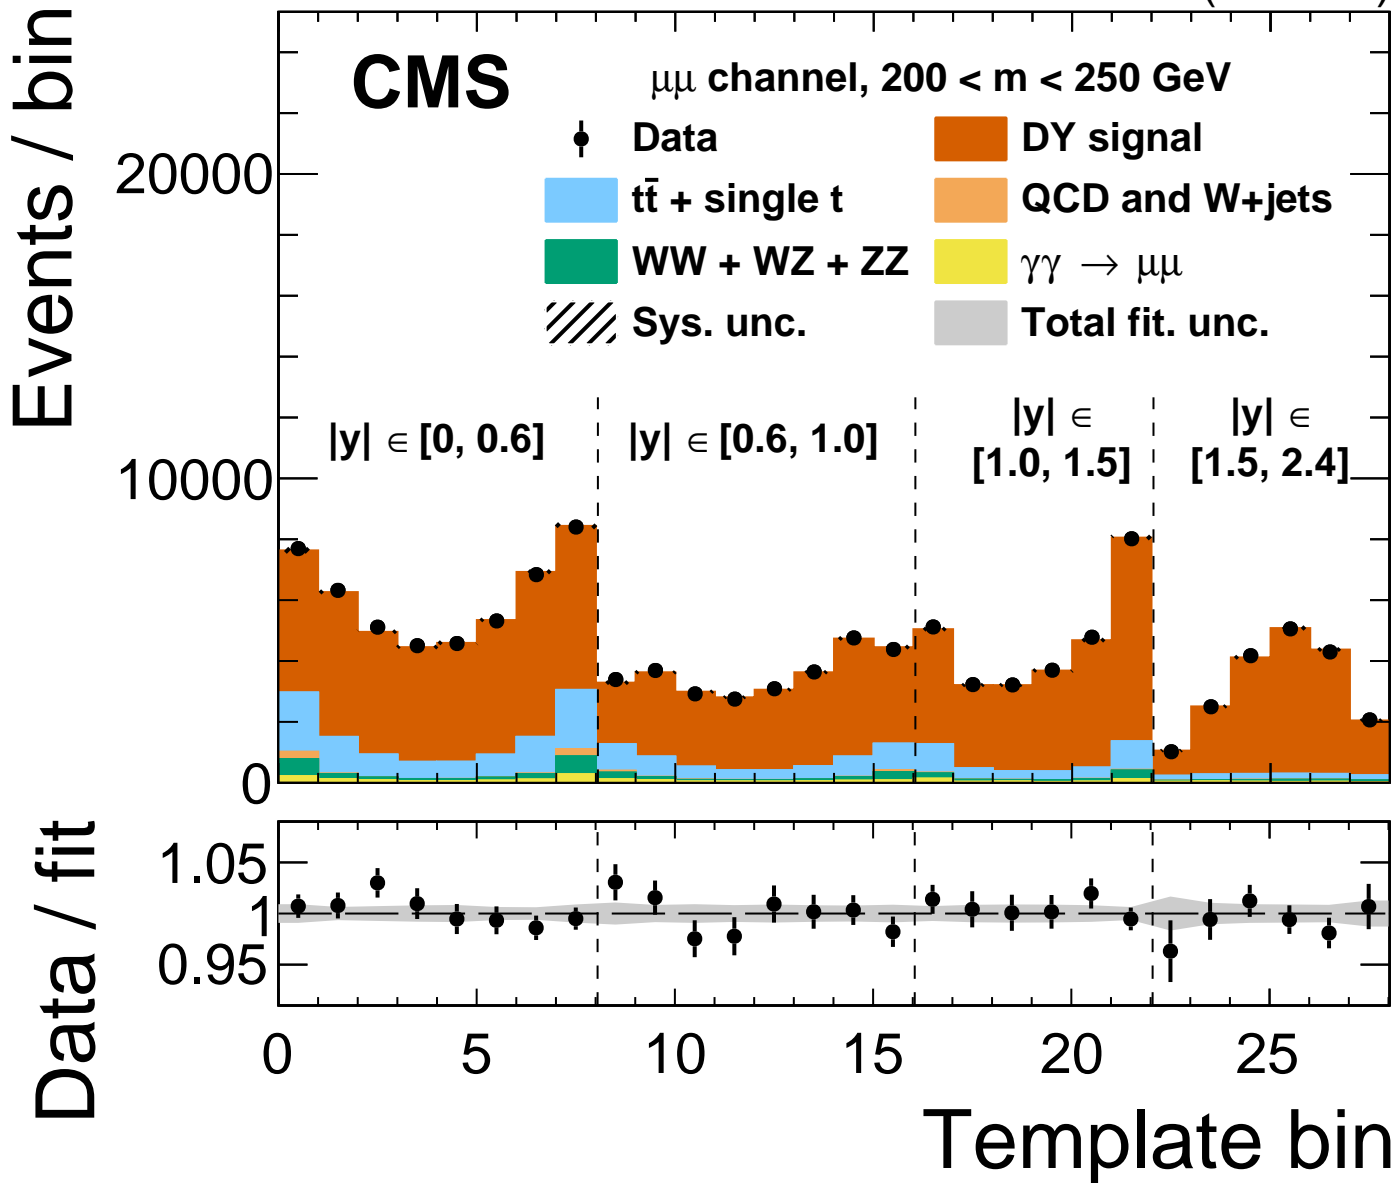 CMS
μμ channel, 200 < m < 250 GeV
Data
DY signal
tt̄ + single t
QCD and W+jets
WW + WZ + ZZ
γγ → μμ
Sys. unc.
Total fit. unc.
Events / bin
20000
10000
0
|y| ∈ [0, 0.6]
|y| ∈ [0.6, 1.0]
|y| ∈
[1.0, 1.5]
|y| ∈
[1.5, 2.4]
Data / fit
1.05
1
0.95
0 5 10 15 20 25
Template bin